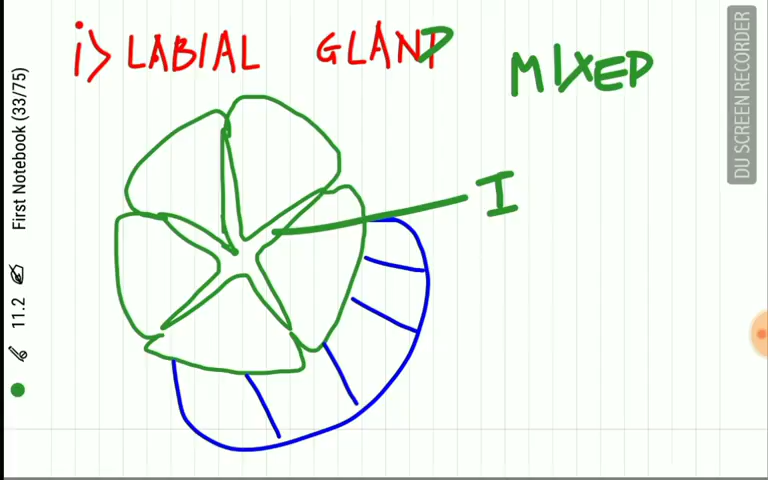 i> LABIAL GLAND MIXED
I
First Notebook (33/75)
11.2
DU SCREEN RECORDER